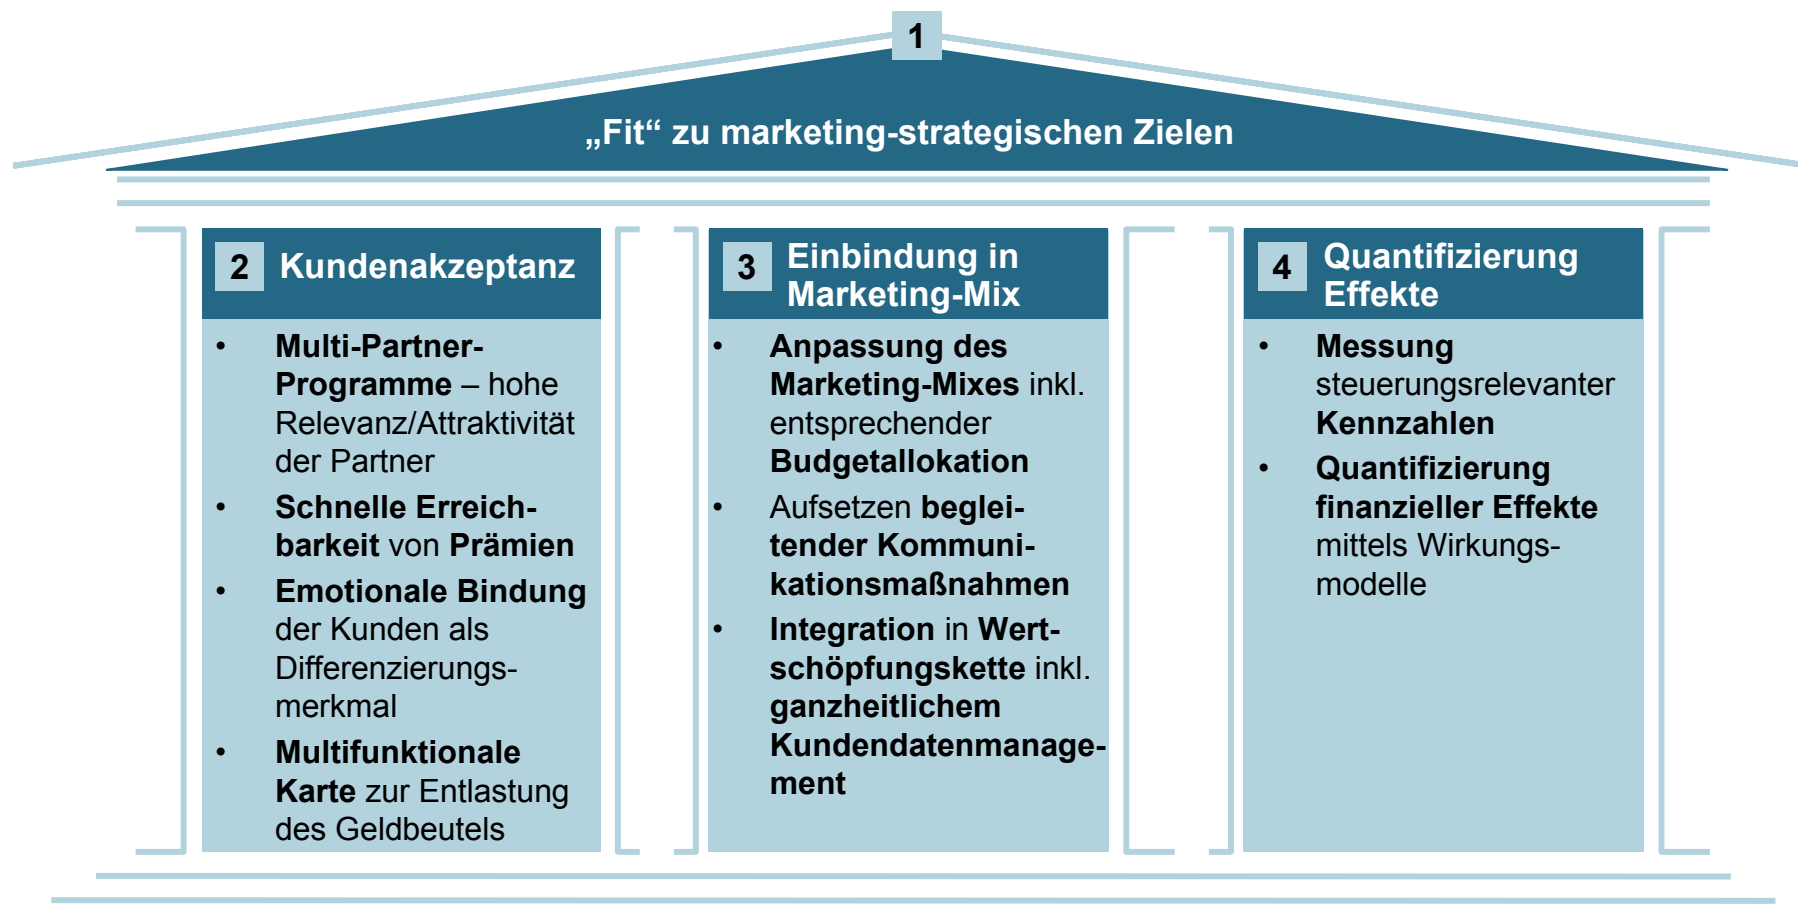 1
„Fit“ zu marketing-strategischen Zielen
2 Kundenakzeptanz
• Multi-Partner-
Programme – hohe
Relevanz/Attraktivität
der Partner
• Schnelle Erreich-
barkeit von Prämien
• Emotionale Bindung
der Kunden als
Differenzierungs-
merkmal
• Multifunktionale
Karte zur Entlastung
des Geldbeutels
3 Einbindung in
Marketing-Mix
• Anpassung des
Marketing-Mixes inkl.
entsprechender
Budgetallokation
• Aufsetzen beglei-
tender Kommuni-
kationsmaßnahmen
• Integration in Wert-
schöpfungskette inkl.
ganzheitlichem
Kundendatenmanage-
ment
4 Quantifizierung
Effekte
• Messung
steuerungsrelevanter
Kennzahlen
• Quantifizierung
finanzieller Effekte
mittels Wirkungs-
modelle